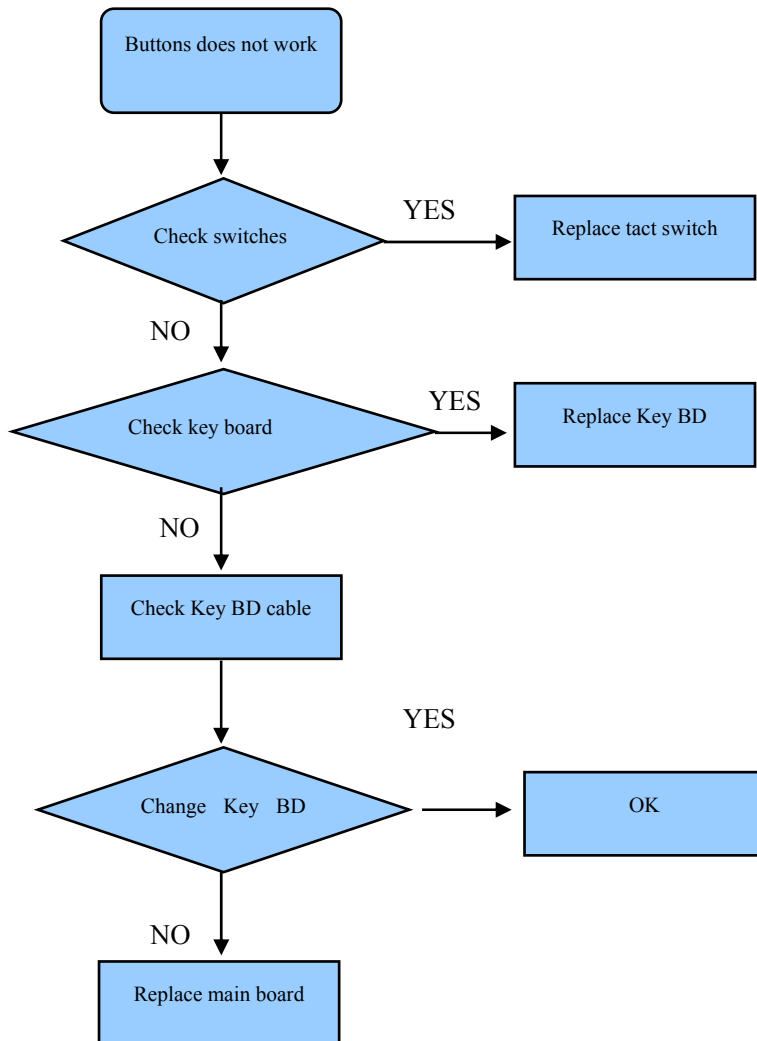 Buttons does not work
YES
Check switches
Replace tact switch
NO
YES
Check key board
Replace Key BD
NO
Check Key BD cable
YES
Change Key BD
OK
NO
Replace main board